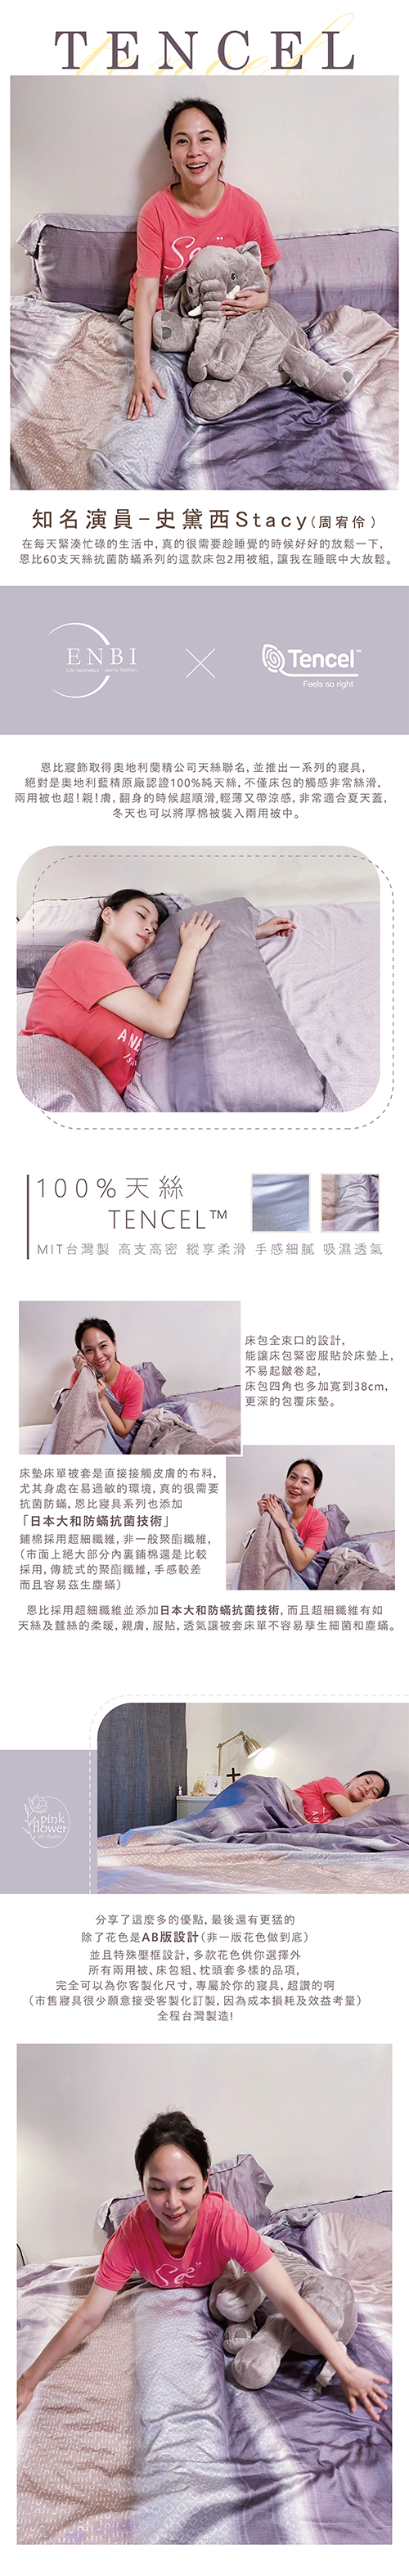 TENCEL
tencel
知名演員-史黛西Stacy(周宥伶)
在每天緊湊忙碌的生活中，真的很需要趁睡覺的時候好好的放鬆一下，
恩比60支天絲抗菌防蟎系列的這款床包2用被組，讓我在睡眠中大放鬆。
ENBI
Life aesthetics
× Tencel™
Feels so right
恩比寢飾取得奧地利蘭精公司天絲聯名，並推出一系列的寢具，
絕對是奧地利藍精原廠認證100%純天絲，不僅床包的觸感非常絲滑，
兩用被也超!親!膚，翻身的時候超順滑,輕薄又帶涼感，非常適合夏天蓋，
冬天也可以將厚棉被裝入兩用被中。
100%天絲
TENCEL™
MIT台灣製 高支高密 縱享柔滑 手感細膩 吸濕透氣
床包全束口的設計，
能讓床包緊密服貼於床墊上，
不易起皺卷起，
床包四角也多加寬到38cm，
更深的包覆床墊。
床墊床單被套是直接接觸皮膚的布料，
尤其身處在易過敏的環境，真的很需要
抗菌防蟎，恩比寢具系列也添加
「日本大和防蟎抗菌技術」
鋪棉採用超細纖維，非一般聚酯纖維，
(市面上絕大部分內裏鋪棉還是比較
採用，傳統式的聚酯纖維，手感較差
而且容易茲生塵蟎)
恩比採用超細纖維並添加日本大和防蟎抗菌技術，而且超細纖維有如
天絲及蠶絲的柔暖，親膚，服貼，透氣讓被套床單不容易孳生細菌和塵蟎。
pink
flower
art studio
分享了這麼多的優點，最後還有更猛的
除了花色是AB版設計(非一版花色做到底)
並且特殊壓框設計，多款花色供你選擇外
所有兩用被、床包組、枕頭套多樣的品項，
完全可以為你客製化尺寸，專屬於你的寢具，超讚的啊
(市售寢具很少願意接受客製化訂製，因為成本損耗及效益考量)
全程台灣製造!